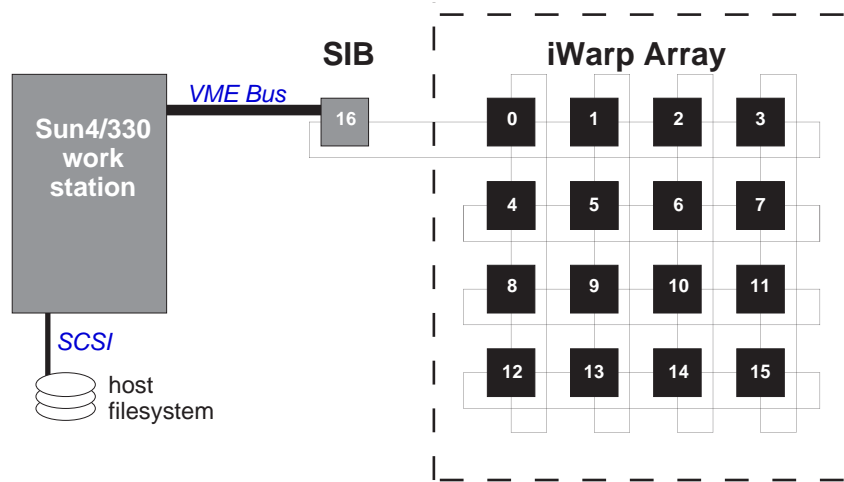 SIB
iWarp Array
VME Bus
Sun4/330
work
station
16
0 1 2 3
4 5 6 7
8 9 10 11
12 13 14 15
SCSI
host
filesystem